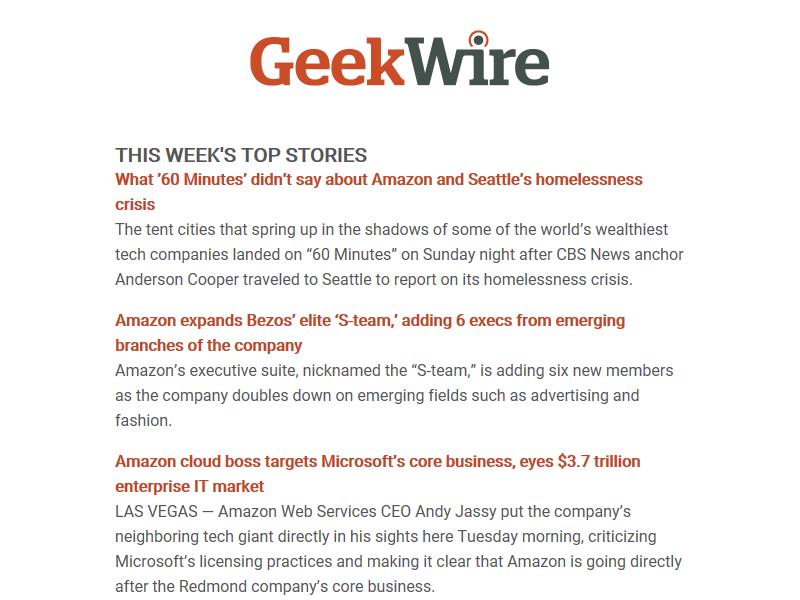 GeekWire
THIS WEEK'S TOP STORIES
What ’60 Minutes’ didn’t say about Amazon and Seattle’s homelessness
crisis
The tent cities that spring up in the shadows of some of the world’s wealthiest
tech companies landed on “60 Minutes” on Sunday night after CBS News anchor
Anderson Cooper traveled to Seattle to report on its homelessness crisis.
Amazon expands Bezos’ elite ‘S-team,’ adding 6 execs from emerging
branches of the company
Amazon’s executive suite, nicknamed the “S-team,” is adding six new members
as the company doubles down on emerging fields such as advertising and
fashion.
Amazon cloud boss targets Microsoft’s core business, eyes $3.7 trillion
enterprise IT market
LAS VEGAS — Amazon Web Services CEO Andy Jassy put the company’s
neighboring tech giant directly in his sights here Tuesday morning, criticizing
Microsoft’s licensing practices and making it clear that Amazon is going directly
after the Redmond company’s core business.